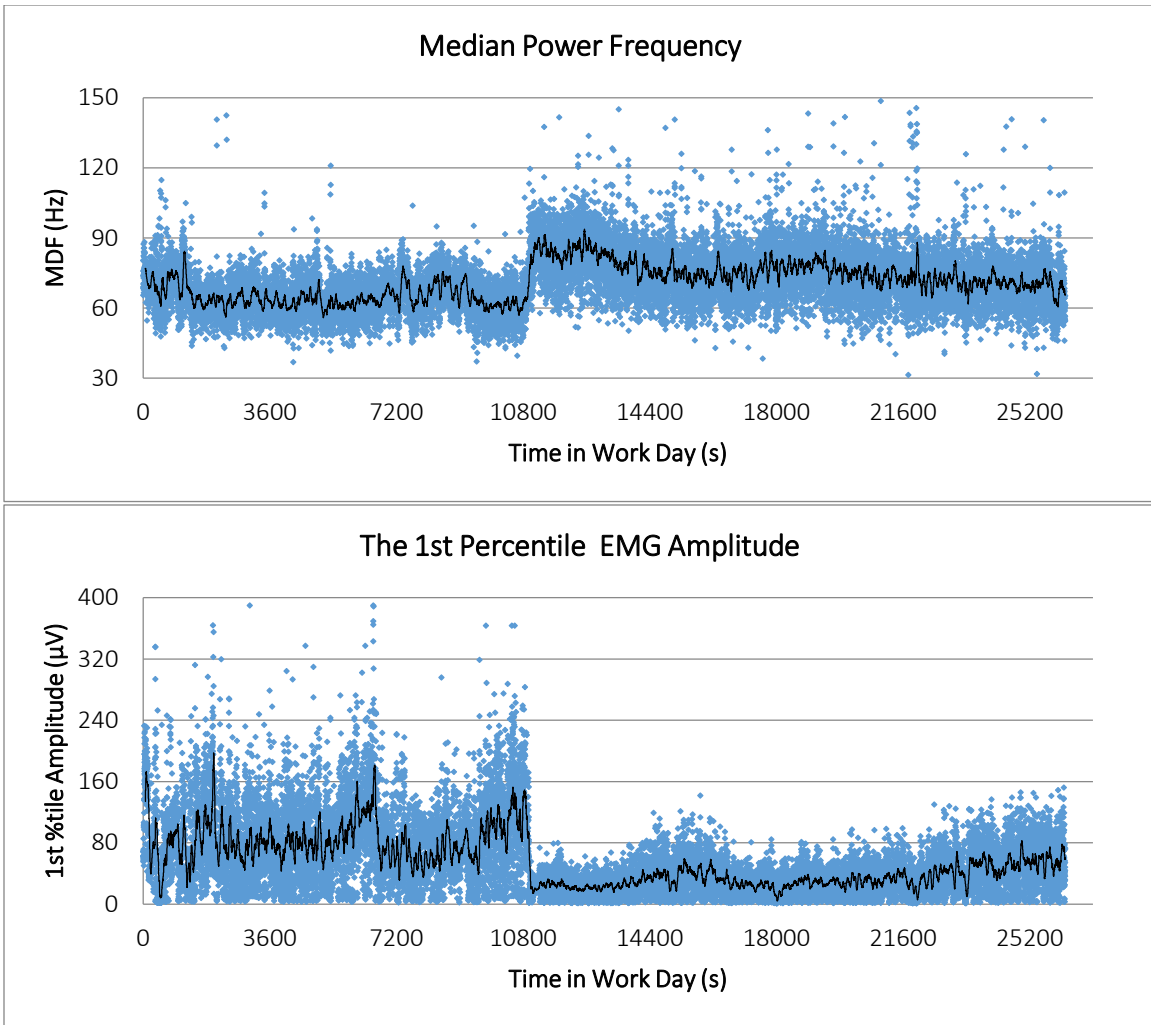 Median Power Frequency
150
120
90
60
30
MDF (Hz)
0 3600 7200 10800 14400 18000 21600 25200
Time in Work Day (s)
The 1st Percentile EMG Amplitude
400
320
240
160
80
0
1st %tile Amplitude (µV)
0 3600 7200 10800 14400 18000 21600 25200
Time in Work Day (s)